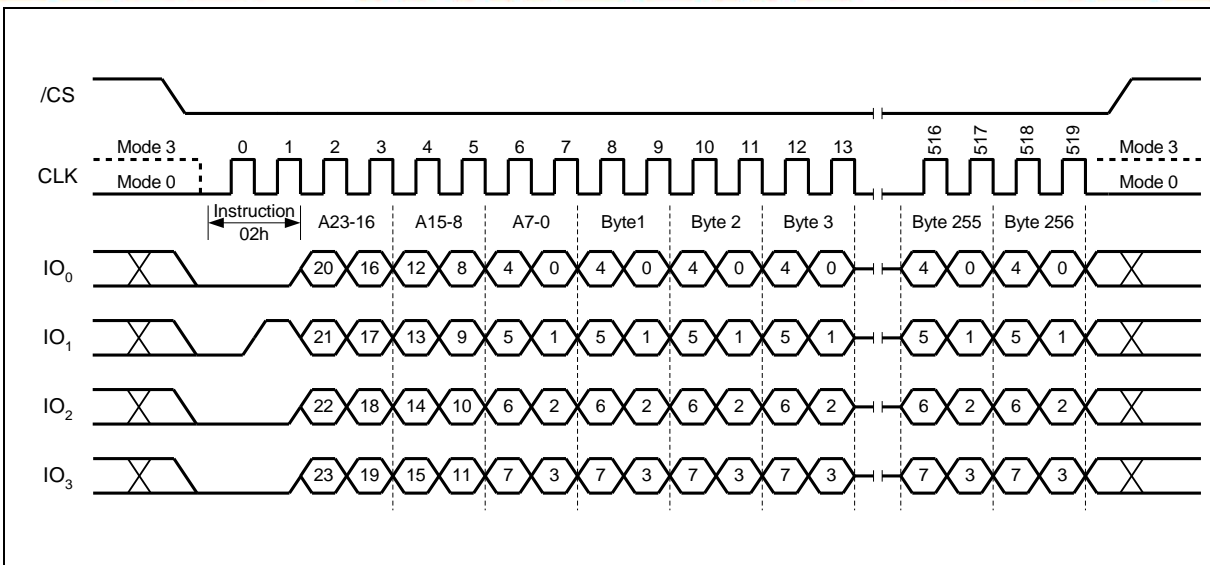 /CS
Mode 3 0 1 2 3 4 5 6 7 8 9 10 11 12 13 516 517 518 519 Mode 3
CLK
Mode 0 Mode 0
Instruction A23-16 A15-8 A7-0 Byte1 Byte 2 Byte 3 Byte 255 Byte 256
02h
IO0 20 16 12 8 4 0 4 0 4 0 4 0 4 0 4 0
IO1 21 17 13 9 5 1 5 1 5 1 5 1 5 1 5 1
IO2 22 18 14 10 6 2 6 2 6 2 6 2 6 2 6 2
IO3 23 19 15 11 7 3 7 3 7 3 7 3 7 3 7 3